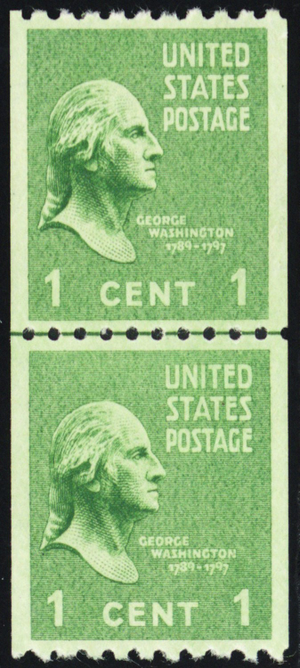 UNITED
STATES
POSTAGE
GEORGE
WASHINGTON
1789-1797
1 CENT 1
UNITED
STATES
POSTAGE
GEORGE
WASHINGTON
1789-1797
1 CENT 1